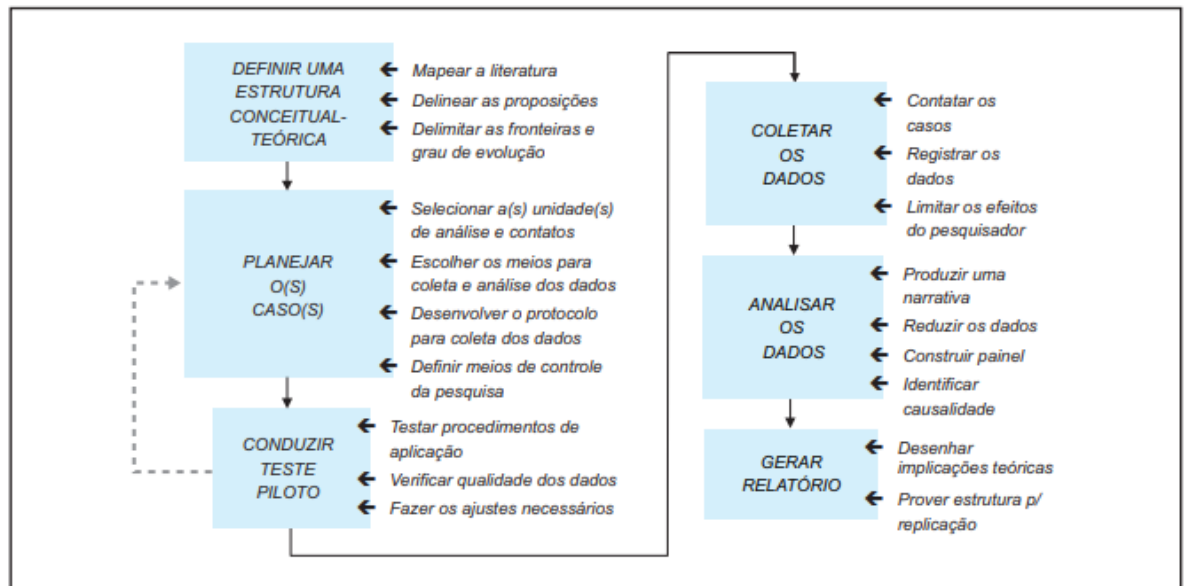 DEFINIR UMA
ESTRUTURA
CONCEITUAL-
TEÓRICA
Mapear a literatura
Delinear as proposições
Delimitar as fronteiras e
grau de evolução
PLANEJAR
O(S)
CASO(S)
Selecionar a(s) unidade(s)
de análise e contatos
Escolher os meios para
coleta e análise dos dados
Desenvolver o protocolo
para coleta dos dados
Definir meios de controle
da pesquisa
CONDUZIR
TESTE
PILOTO
Testar procedimentos de
aplicação
Verificar qualidade dos dados
Fazer os ajustes necessários
COLETAR
OS
DADOS
Contatar os
casos
Registrar os
dados
Limitar os efeitos
do pesquisador
ANALISAR
OS
DADOS
Produzir uma
narrativa
Reduzir os dados
Construir painel
Identificar
causalidade
GERAR
RELATÓRIO
Desenhar
implicações teóricas
Prover estrutura p/
replicação